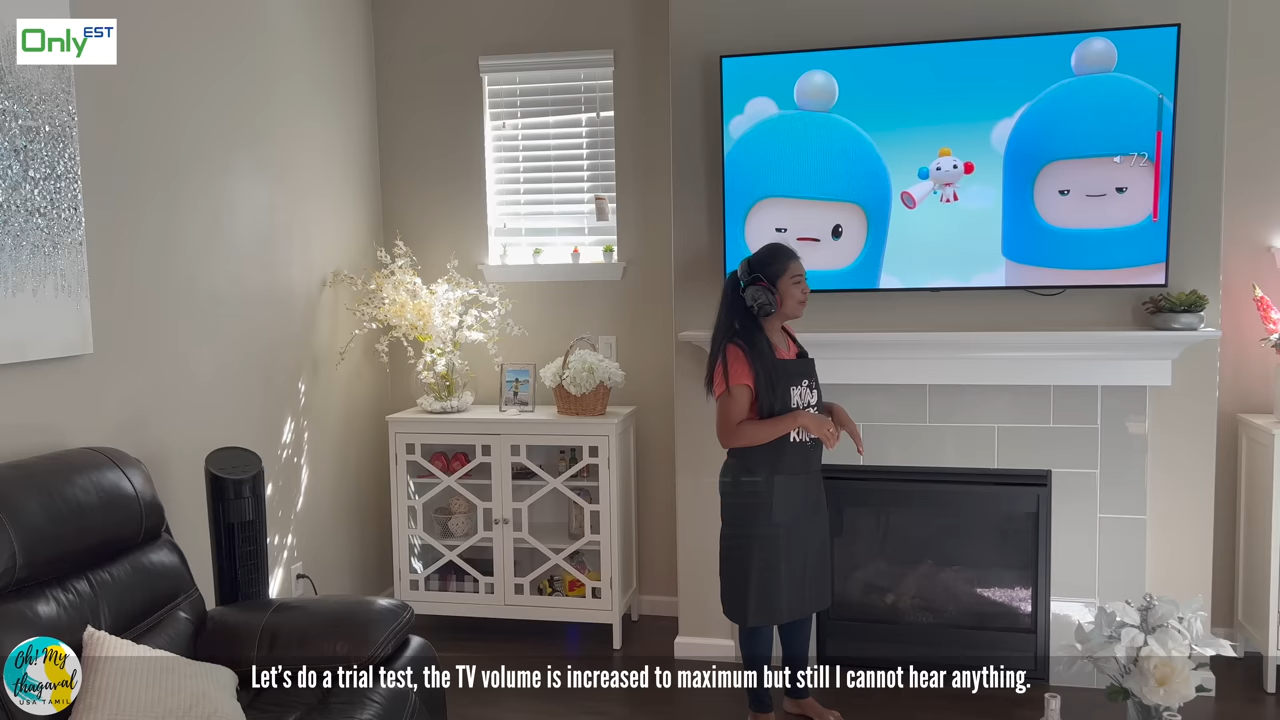 Only EST
72
KiN
Let's do a trial test, the TV volume is increased to maximum but still I cannot hear anything.
Oh! My
thagaval
USA TAMIL